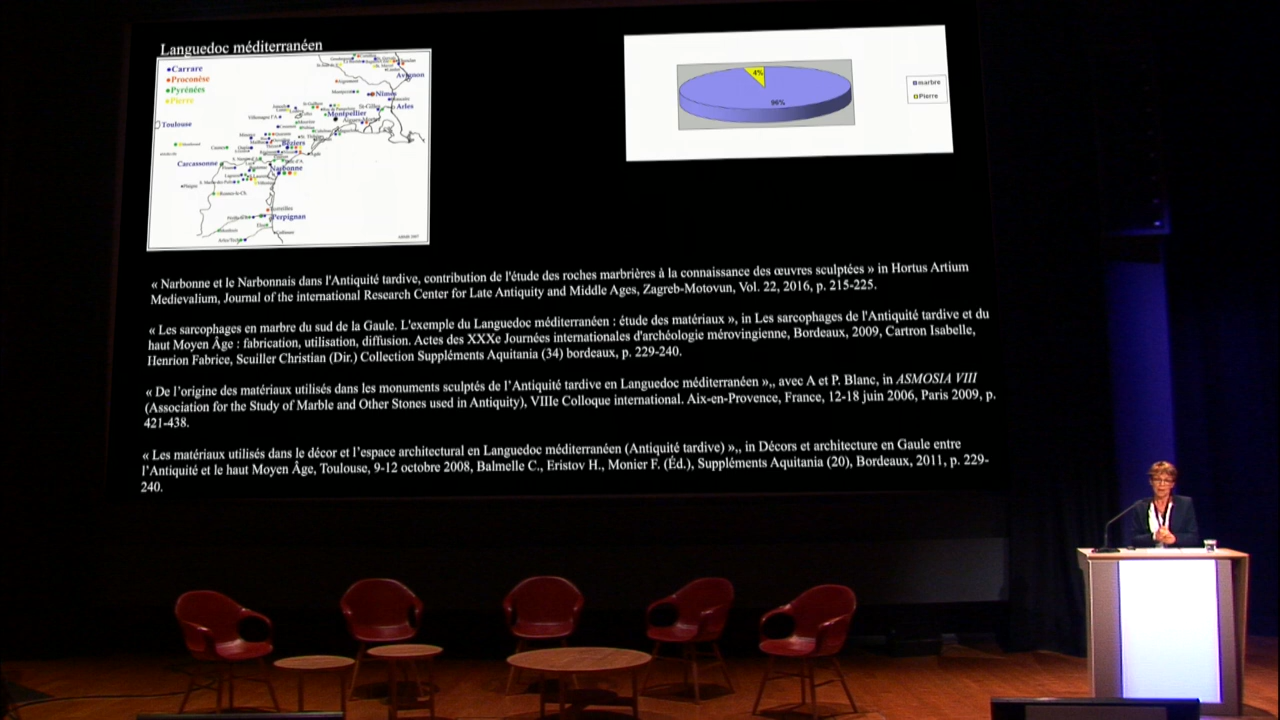 Languedoc méditerranéen
Carrare
Proconèse
Pyrénées
Pierre
Toulouse
Avignon
Nîmes
Arles
Montpellier
Béziers
Carcassonne
Narbonne
Perpignan
4%
96%
marbre
Pierre
« Narbonne et le Narbonnais dans l'Antiquité tardive, contribution de l'étude des roches marbrières à la connaissance des œuvres sculptées » in Hortus Artium
Medievalium, Journal of the international Research Center for Late Antiquity and Middle Ages, Zagreb-Motovun, Vol. 22, 2016, p. 215-225.
« Les sarcophages en marbre du sud de la Gaule. L'exemple du Languedoc méditerranéen : étude des matériaux », in Les sarcophages de l'Antiquité tardive et du
haut Moyen Âge : fabrication, utilisation, diffusion. Actes des XXXe Journées internationales d'archéologie mérovingienne, Bordeaux, 2009, Cartron Isabelle,
Henrion Fabrice, Scuiller Christian (Dir.) Collection Suppléments Aquitania (34) bordeaux, p. 229-240.
« De l’origine des matériaux utilisés dans les monuments sculptés de l’Antiquité tardive en Languedoc méditerranéen »,, avec A et P. Blanc, in ASMOSIA VIII
(Association for the Study of Marble and Other Stones used in Antiquity), VIIIe Colloque international. Aix-en-Provence, France, 12-18 juin 2006, Paris 2009, p.
421-438.
« Les matériaux utilisés dans le décor et l’espace architectural en Languedoc méditerranéen (Antiquité tardive) »,, in Décors et architecture en Gaule entre
l’Antiquité et le haut Moyen Âge, Toulouse, 9-12 octobre 2008, Balmelle C., Eristov H., Monier F. (Éd.), Suppléments Aquitania (20), Bordeaux, 2011, p. 229-
240.